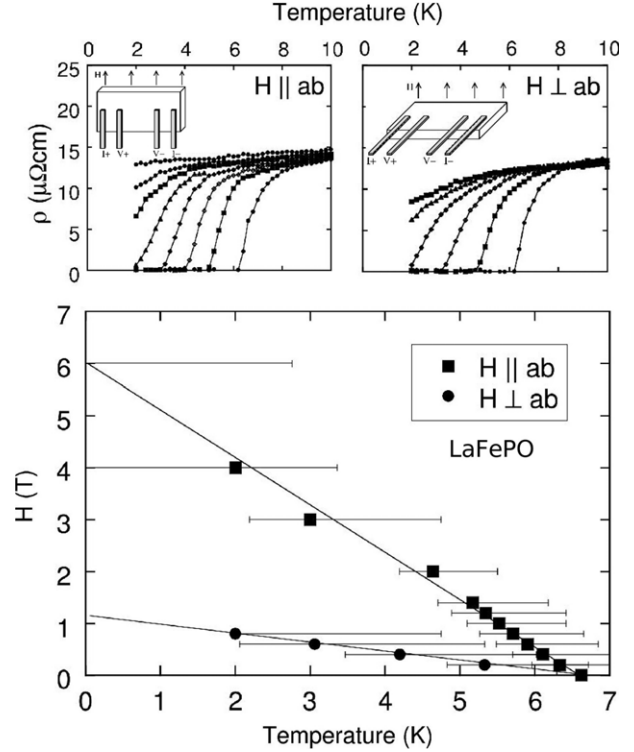 Temperature (K) Temperature (K)
0 2 4 6 8 10 0 2 4 6 8 10
25
20
15
10
5
0
ρ (μΩcm)
H
H || ab
I+ V+ V− I−
H
H ⊥ ab
I+ V+ V− I−
7
6
5
4
3
2
1
0
H (T)
H || ab
H ⊥ ab
LaFePO
0 1 2 3 4 5 6 7
Temperature (K)